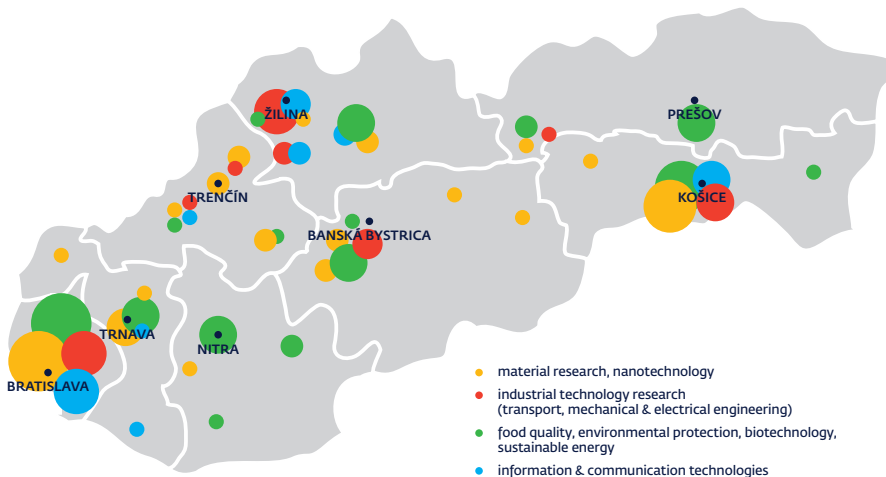 ŽILINA
PREŠOV
TRENČÍN
KOŠICE
BANSKÁ BYSTRICA
TRNAVA
NITRA
BRATISLAVA
material research, nanotechnology
industrial technology research
(transport, mechanical & electrical engineering)
food quality, environmental protection, biotechnology,
sustainable energy
information & communication technologies